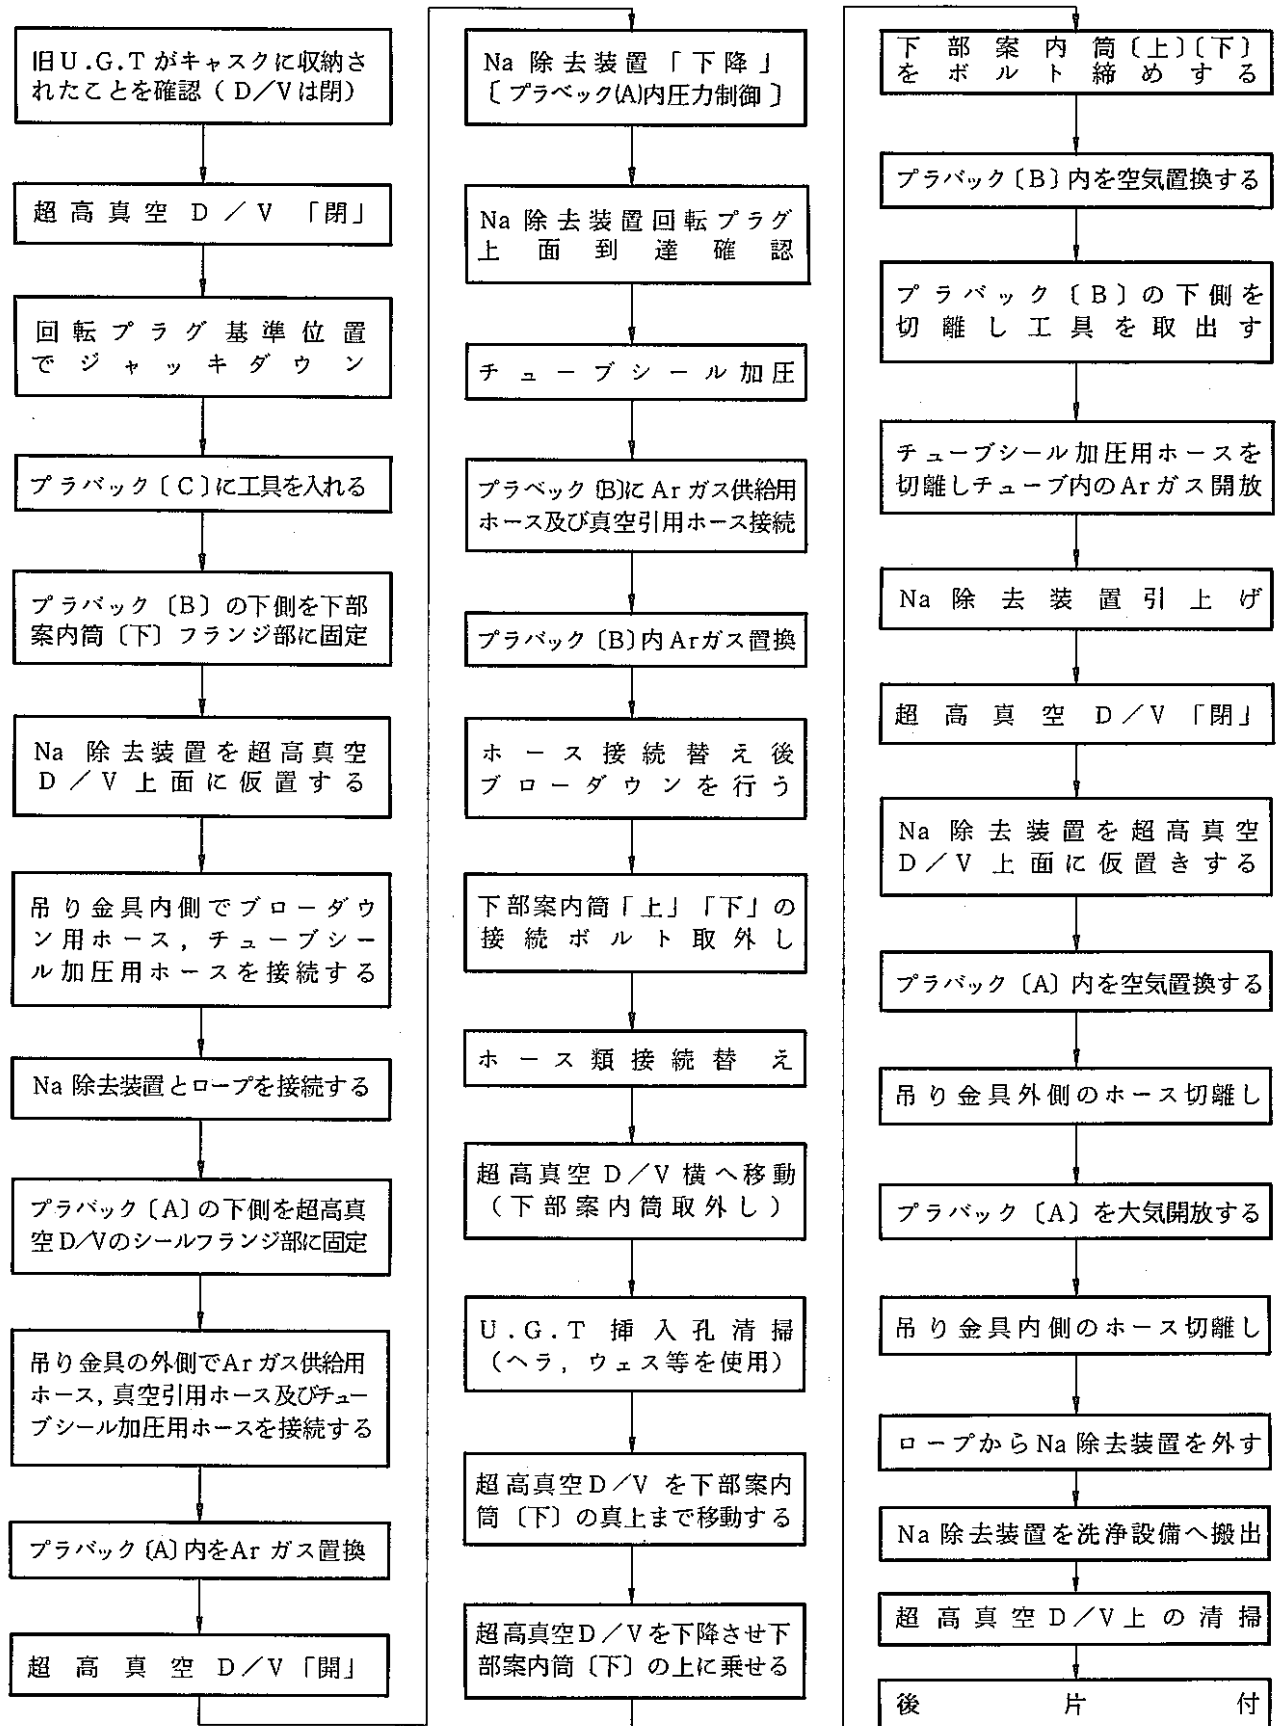 旧U.G.Tがキャスクに収納さ
れたことを確認(D/Vは閉)
超高真空D/V「閉」
回転プラグ基準位置
でジャッキダウン
プラバック〔C〕に工具を入れる
プラバック〔B〕の下側を下部
案内筒〔下〕フランジ部に固定
Na除去装置を超高真空
D/V上面に仮置する
吊り金具内側でブローダウ
ン用ホース,チューブシー
ル加圧用ホースを接続する
Na除去装置とロープを接続する
プラバック〔A〕の下側を超高真
空D/Vのシールフランジ部に固定
吊り金具の外側でArガス供給用
ホース,真空引用ホース及びチュー
ブシール加圧用ホースを接続する
プラバック〔A〕内をArガス置換
超高真空D/V「開」
Na除去装置「下降」
〔プラベック(A)内圧力制御〕
Na除去装置回転プラグ
上面到達確認
チューブシール加圧
プラベック〔B〕にArガス供給用
ホース及び真空引用ホース接続
プラバック〔B〕内Arガス置換
ホース接続替え後
ブローダウンを行う
下部案内筒「上」「下」の
接続ボルト取外し
ホース類接続替え
超高真空D/V横へ移動
(下部案内筒取外し)
U.G.T挿入孔清掃
(ヘラ,ウェス等を使用)
超高真空D/Vを下部案内
筒〔下〕の真上まで移動する
超高真空D/Vを下降させ下
部案内筒〔下〕の上に乗せる
下部案内筒〔上〕〔下〕
をボルト締めする
プラバック〔B〕内を空気置換する
プラバック〔B〕の下側を
切離し工具を取出す
チューブシール加圧用ホースを
切離しチューブ内のArガス開放
Na除去装置引上げ
超高真空D/V「閉」
Na除去装置を超高真空
D/V上面に仮置きする
プラバック〔A〕内を空気置換する
吊り金具外側のホース切離し
プラバック〔A〕を大気開放する
吊り金具内側のホース切離し
ロープからNa除去装置を外す
Na除去装置を洗浄設備へ搬出
超高真空D/V上の清掃
後片付